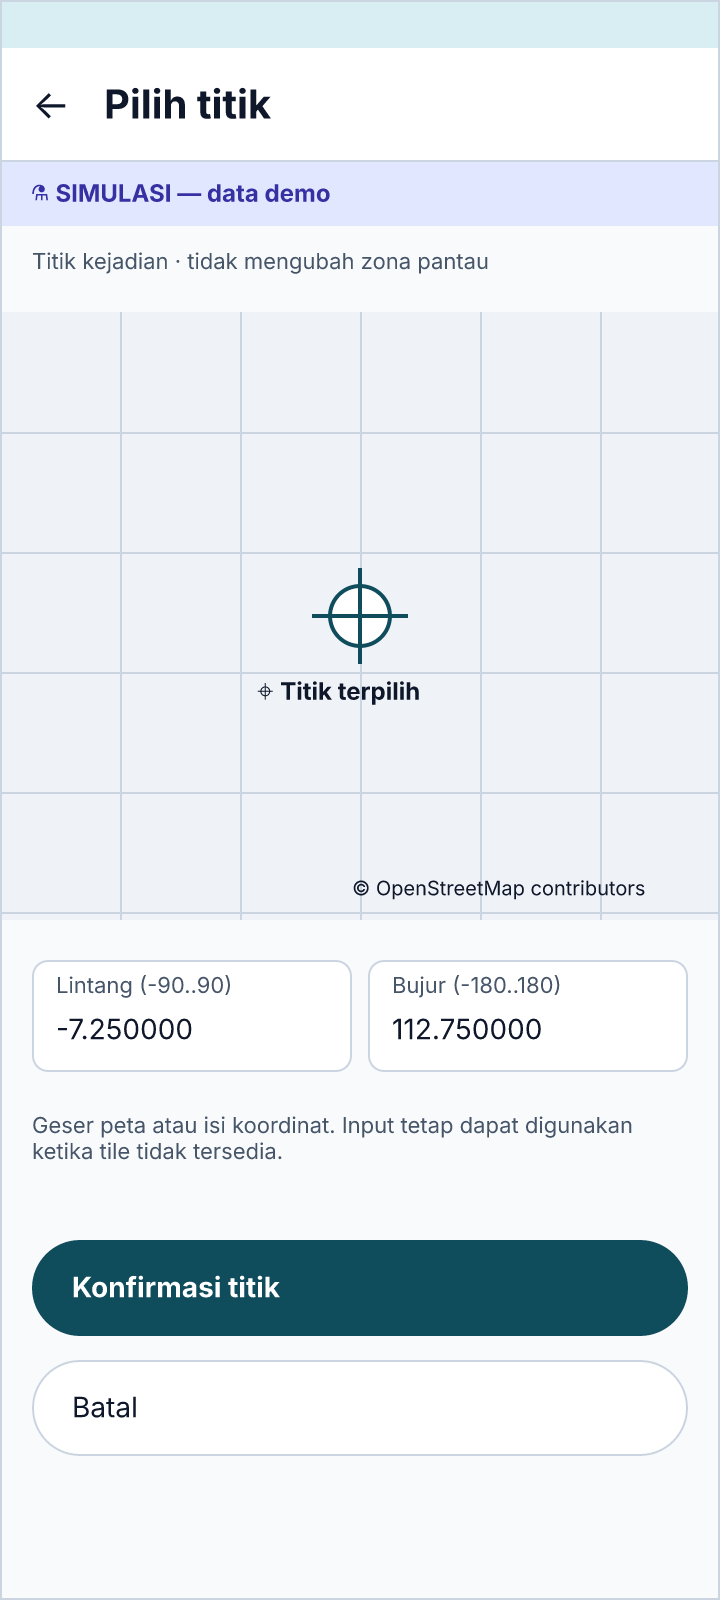 ← Pilih titik
⚗ SIMULASI — data demo
Titik kejadian · tidak mengubah zona pantau
⌖ Titik terpilih
© OpenStreetMap contributors
Lintang (-90..90)
-7.250000
Bujur (-180..180)
112.750000
Geser peta atau isi koordinat. Input tetap dapat digunakan
ketika tile tidak tersedia.
Konfirmasi titik
Batal